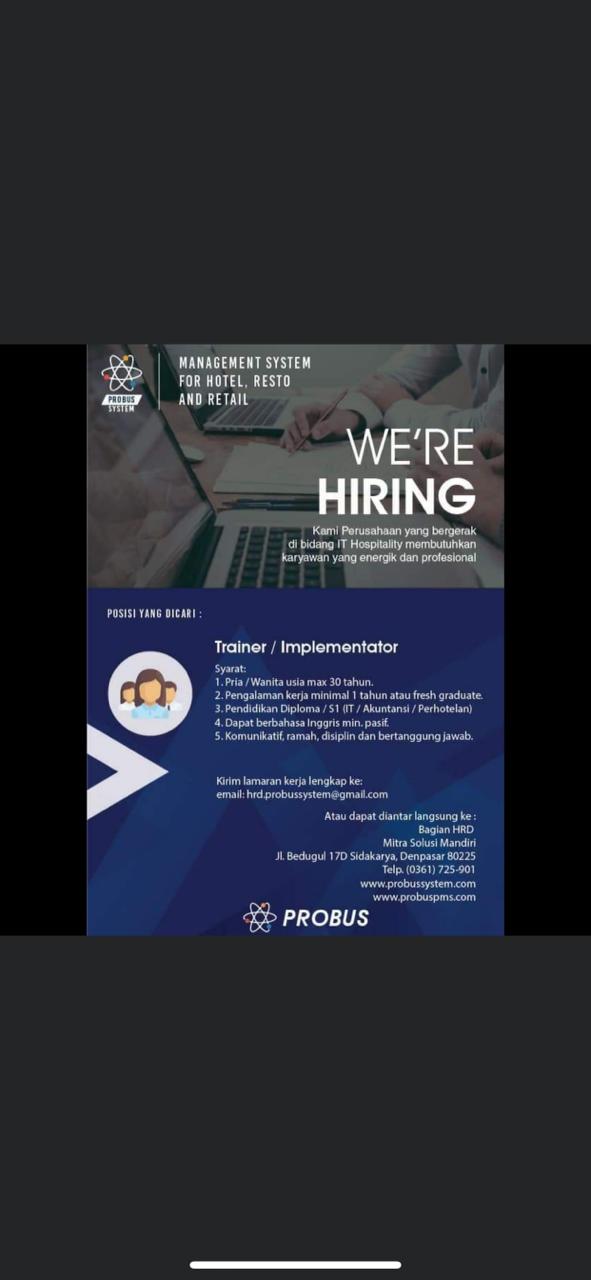 PROBUS
SYSTEM
MANAGEMENT SYSTEM
FOR HOTEL, RESTO
AND RETAIL
WE'RE
HIRING
Kami Perusahaan yang bergerak
di bidang IT Hospitality membutuhkan
karyawan yang energik dan profesional
POSISI YANG DICARI :
Trainer / Implementator
Syarat:
1. Pria / Wanita usia max 30 tahun.
2. Pengalaman kerja minimal 1 tahun atau fresh graduate.
3. Pendidikan Diploma / S1 (IT / Akuntansi / Perhotelan)
4. Dapat berbahasa Inggris min. pasif.
5. Komunikatif, ramah, disiplin dan bertanggung jawab.
Kirim lamaran kerja lengkap ke:
email: hrd.probussystem@gmail.com
Atau dapat diantar langsung ke :
Bagian HRD
Mitra Solusi Mandiri
Jl. Bedugul 17D Sidakarya, Denpasar 80225
Telp. (0361) 725-901
www.probussystem.com
www.probuspms.com
PROBUS